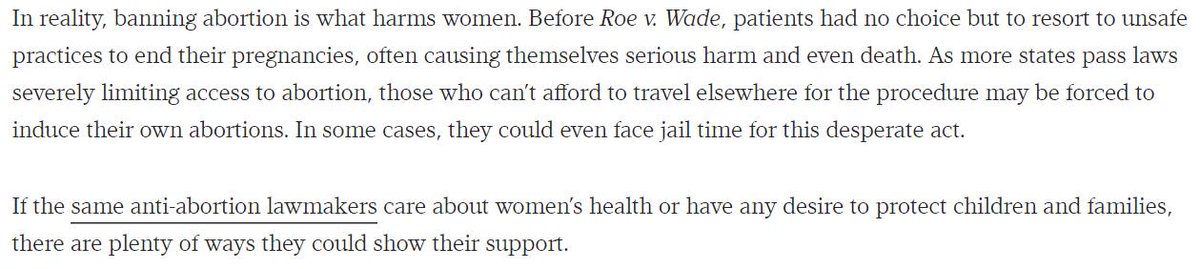 In reality, banning abortion is what harms women. Before Roe v. Wade, patients had no choice but to resort to unsafe
practices to end their pregnancies, often causing themselves serious harm and even death. As more states pass laws
severely limiting access to abortion, those who can't afford to travel elsewhere for the procedure may be forced to
induce their own abortions. In some cases, they could even face jail time for this desperate act.
If the same anti-abortion lawmakers care about women's health or have any desire to protect children and families,
there are plenty of ways they could show their support.